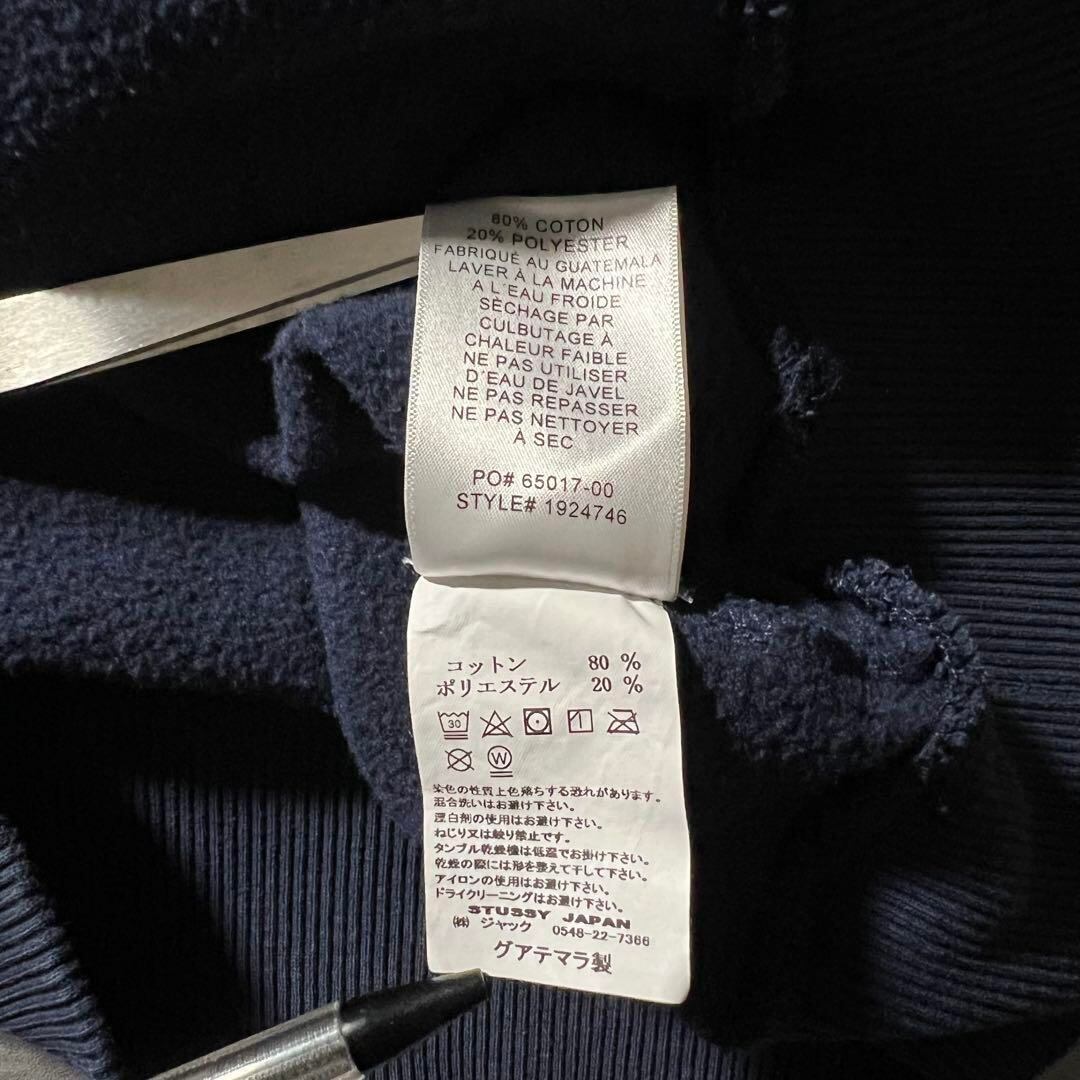 80% COTON
20% POLYESTER
FABRIQUÉ AU GUATEMALA
LAVER À LA MACHINE
A L'EAU FROIDE
SÈCHAGE PAR
CULBUTAGE À
CHALEUR FAIBLE
NE PAS UTILISER
D'EAU DE JAVEL
NE PAS REPASSER
NE PAS NETTOYER
À SEC
PO# 65017-00
STYLE# 1924746
コットン 80 %
ポリエステル 20 %
30
W
染色の性質上色落ちする恐れがあります。
混合洗いはお避け下さい。
漂白剤の使用はお避け下さい。
ねじり又は絞り禁止です。
タンブル乾燥機は低温でお掛け下さい。
乾燥の際には形を整えて干して下さい。
アイロンの使用はお避け下さい。
ドライクリーニングはお避け下さい。
STUSSY JAPAN
(株) ジャック 0548-22-7366
グアテマラ製